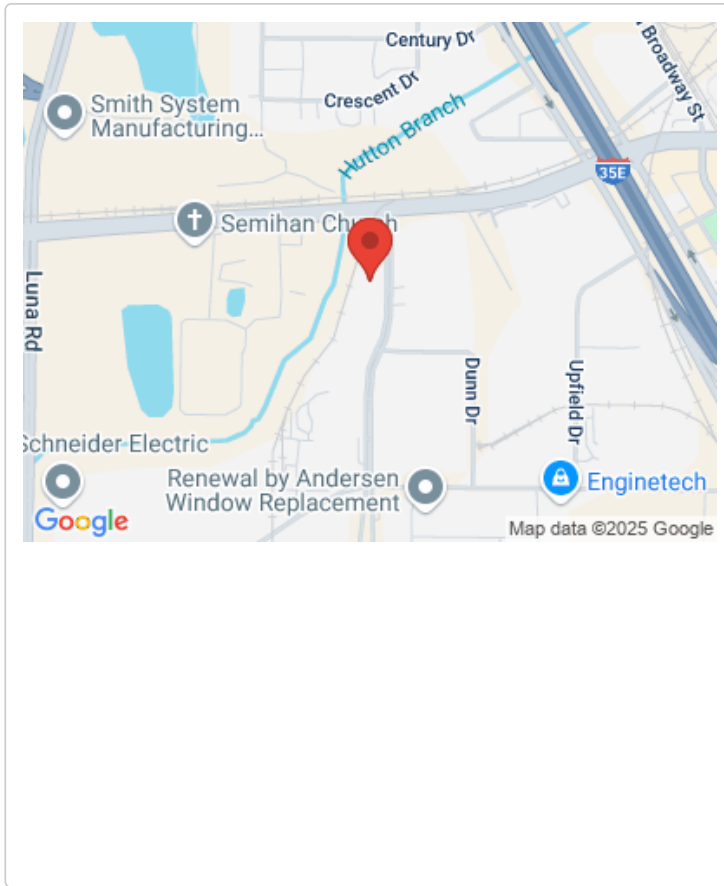 Century Dr
Broadway St
Smith System
Manufacturing...
Crescent Dr
Hutton Branch
35E
Semihan Church
Luna Rd
Dunn Dr
Upfield Dr
Schneider Electric
Renewal by Andersen
Window Replacement
Enginetech
Google
Map data ©2025 Google